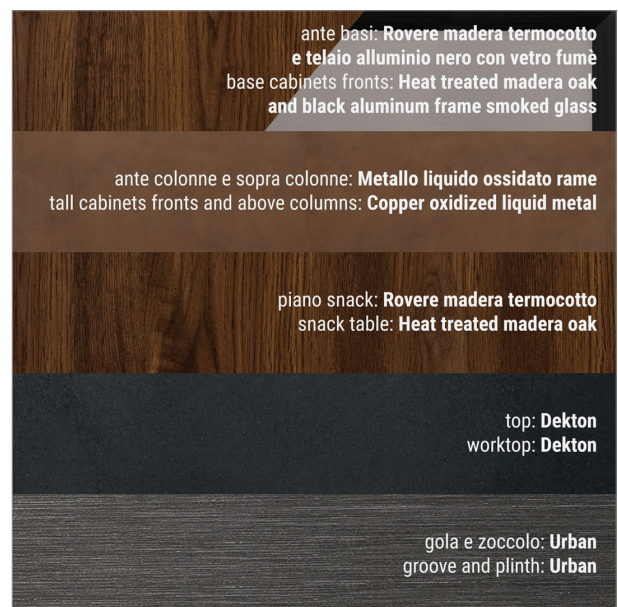 ante basi: Rovere madera termocotto
e telaio alluminio nero con vetro fumè
base cabinets fronts: Heat treated madera oak
and black aluminum frame smoked glass
ante colonne e sopra colonne: Metallo liquido ossidato rame
tall cabinets fronts and above columns: Copper oxidized liquid metal
piano snack: Rovere madera termocotto
snack table: Heat treated madera oak
top: Dekton
worktop: Dekton
gola e zoccolo: Urban
groove and plinth: Urban